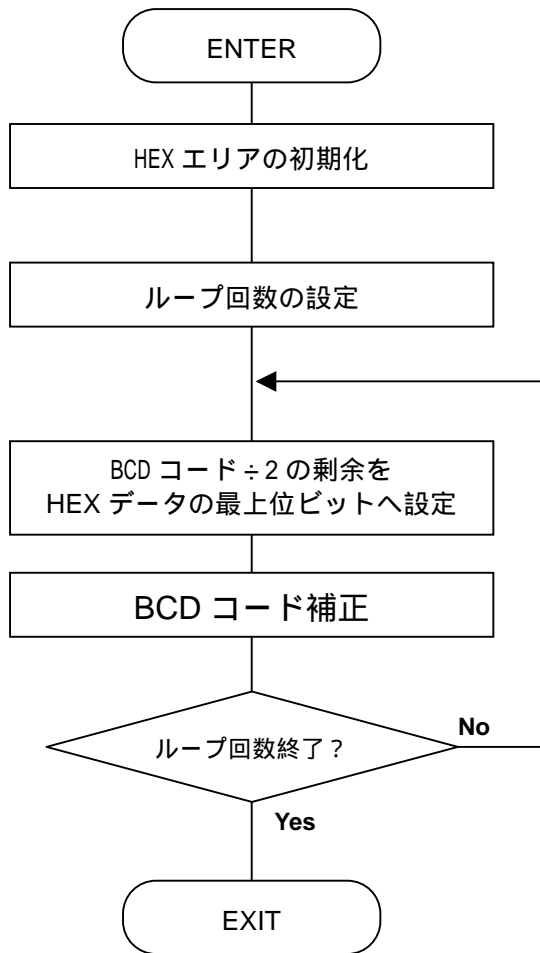 ENTER
HEX エリアの初期化
ループ回数の設定
BCD コード÷2 の剰余を
HEX データの最上位ビットへ設定
BCD コード補正
ループ回数終了?
No
Yes
EXIT